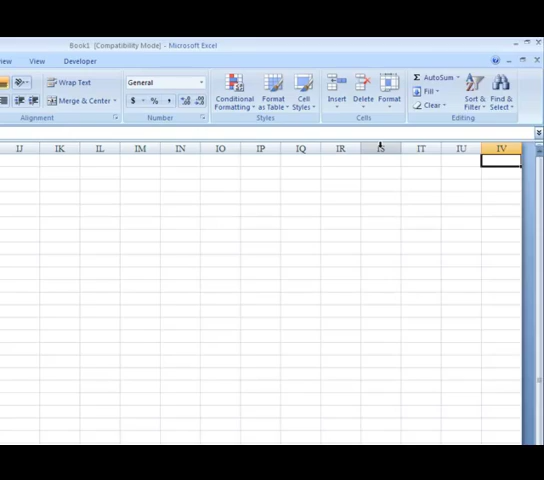 Book1 [Compatibility Mode] - Microsoft Excel
View Developer
Wrap Text General Conditional Format Cell Insert Delete Format Σ AutoSum Sort & Find &
Merge & Center $ % , Formatting as Table Styles Fill Filter Select
Clear
Alignment Number Styles Cells Editing
IJ IK IL IM IN IO IP IQ IR IS IT IU IV